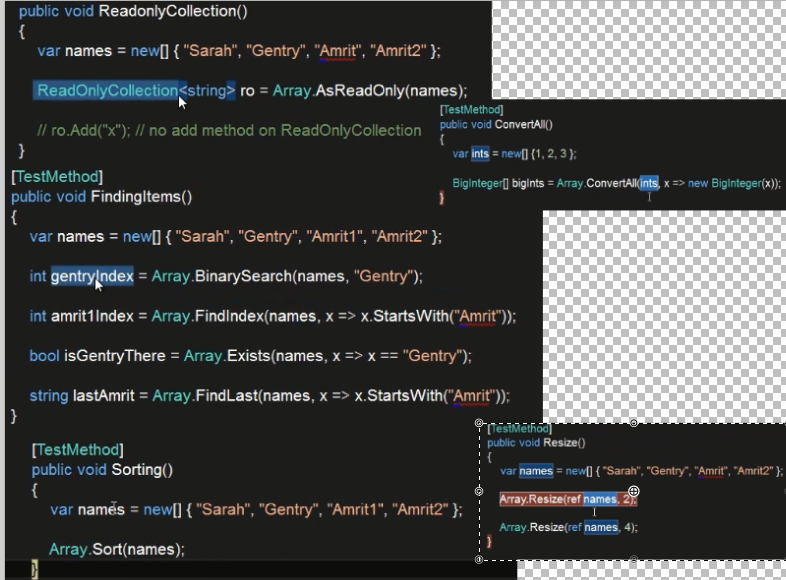 public void ReadonlyCollection()
{
var names = new[] { "Sarah", "Gentry", "Amrit", "Amrit2" };
ReadOnlyCollection<string> ro = Array.AsReadOnly(names);
// ro.Add("x"); // no add method on ReadOnlyCollection
}
[TestMethod]
public void ConvertAll()
{
var ints = new[] {1, 2, 3 };
BigInteger[] bigInts = Array.ConvertAll(ints, x => new BigInteger(x));
}
[TestMethod]
public void FindingItems()
{
var names = new[] { "Sarah", "Gentry", "Amrit1", "Amrit2" };
int gentryIndex = Array.BinarySearch(names, "Gentry");
int amrit1Index = Array.FindIndex(names, x => x.StartsWith("Amrit"));
bool isGentryThere = Array.Exists(names, x => x == "Gentry");
string lastAmrit = Array.FindLast(names, x => x.StartsWith("Amrit"));
}
[TestMethod]
public void Sorting()
{
var names = new[] { "Sarah", "Gentry", "Amrit1", "Amrit2" };
Array.Sort(names);
}
[TestMethod]
public void Resize()
{
var names = new[] { "Sarah", "Gentry", "Amrit", "Amrit2" };
Array.Resize(ref names, 2);
Array.Resize(ref names, 4);
}